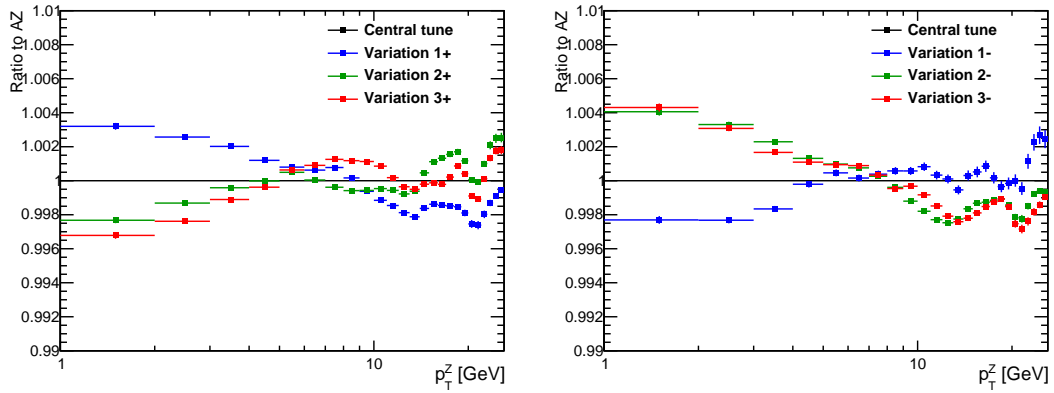 Ratio to AZ
1.01
1.008
1.006
1.004
1.002
1
0.998
0.996
0.994
0.992
0.99
Central tune
Variation 1+
Variation 2+
Variation 3+
1
10
p_T^Z [GeV]
Ratio to AZ
1.01
1.008
1.006
1.004
1.002
1
0.998
0.996
0.994
0.992
0.99
Central tune
Variation 1-
Variation 2-
Variation 3-
1
10
p_T^Z [GeV]